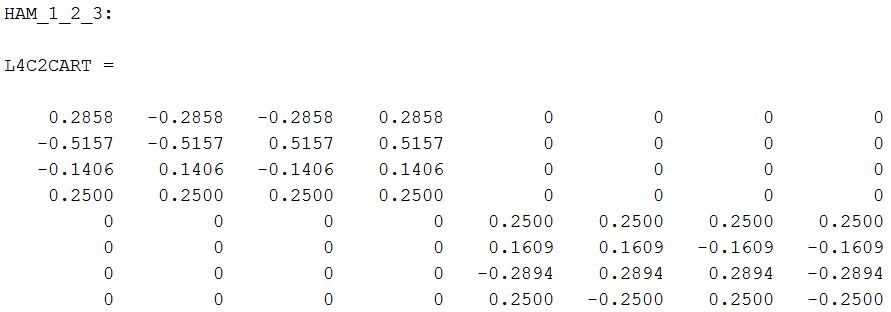 HAM_1_2_3:
L4C2CART =
0.2858 -0.2858 -0.2858 0.2858 0 0 0 0
-0.5157 -0.5157 0.5157 0.5157 0 0 0 0
-0.1406 0.1406 -0.1406 0.1406 0 0 0 0
0.2500 0.2500 0.2500 0.2500 0 0 0 0
0 0 0 0 0.2500 0.2500 0.2500 0.2500
0 0 0 0 0.1609 0.1609 -0.1609 -0.1609
0 0 0 0 -0.2894 0.2894 0.2894 -0.2894
0 0 0 0 0.2500 -0.2500 0.2500 -0.2500